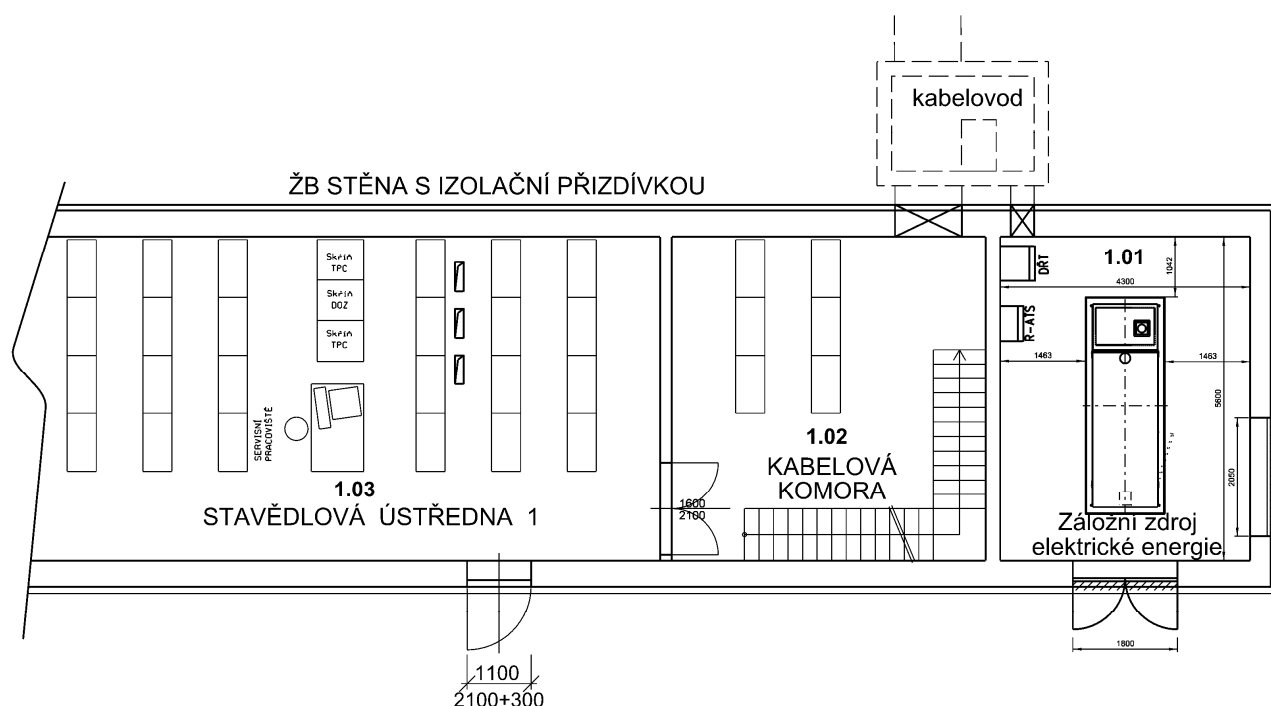 kabelovod
ŽB STĚNA S IZOLAČNÍ PŘIZDÍVKOU
Skříň
TPC
Skříň
DOZ
Skříň
TPC
SERVISNÍ
PRACOVIŠTĚ
1.03
STAVĚDLOVÁ ÚSTŘEDNA 1
1100
2100+300
1600
2100
1.02
KABELOVÁ
KOMORA
DŘT
R-ATS
1.01
4300
1042
1463
1463
5600
2050
Záložní zdroj
elektrické energie
1800